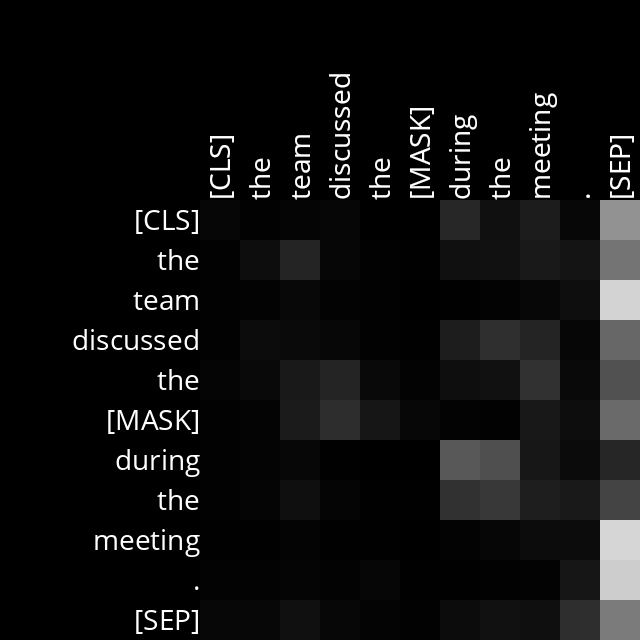 [CLS] the team discussed the [MASK] during the meeting . [SEP]
[CLS]
the
team
discussed
the
[MASK]
during
the
meeting
.
[SEP]